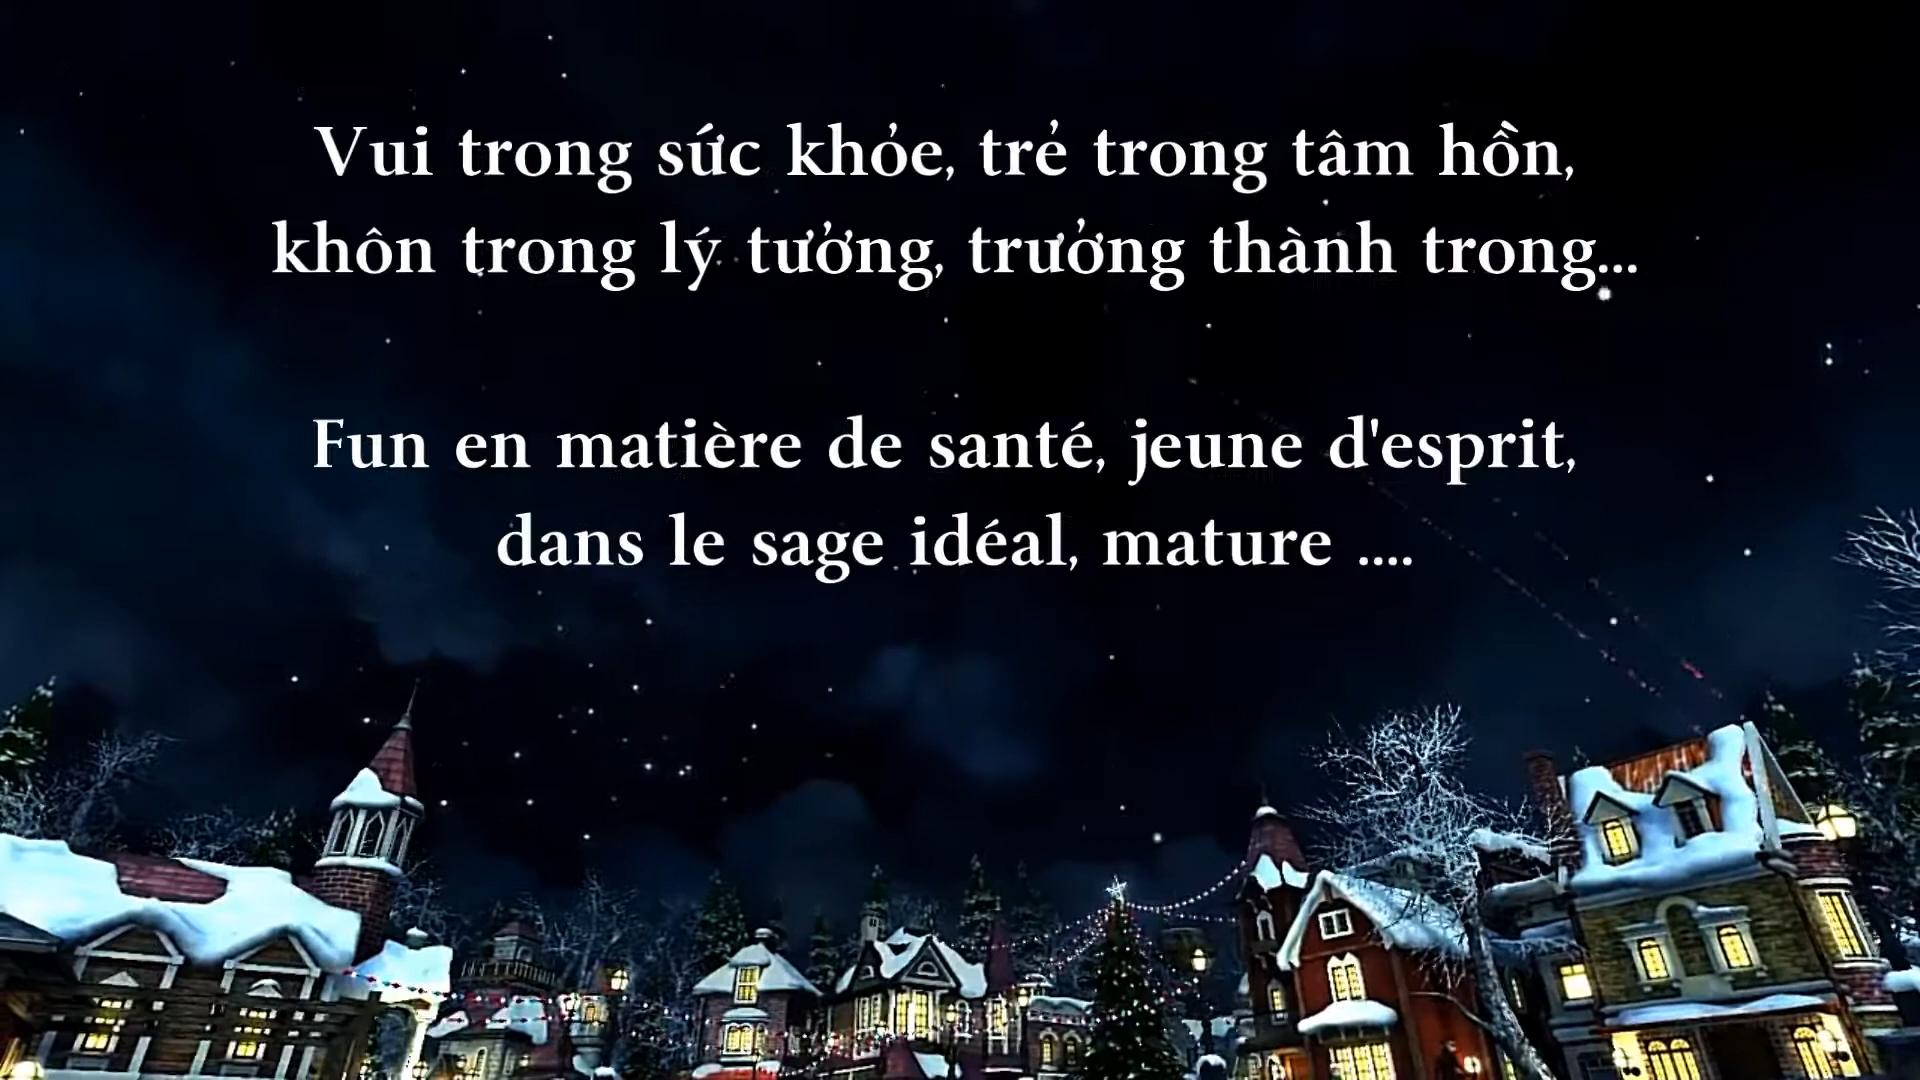 Vui trong sức khỏe, trẻ trong tâm hồn,
khôn trong lý tưởng, trưởng thành trong...
Fun en matière de santé, jeune d'esprit,
dans le sage idéal, mature ....